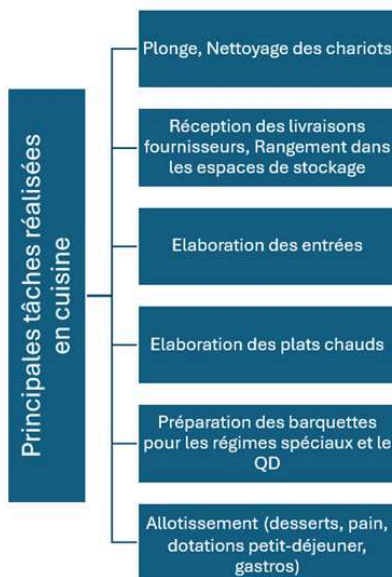 Principales tâches réalisées
en cuisine
Plonge, Nettoyage des chariots
Réception des livraisons
fournisseurs, Rangement dans
les espaces de stockage
Elaboration des entrées
Elaboration des plats chauds
Préparation des barquettes
pour les régimes spéciaux et le
QD
Allotissement (desserts, pain,
dotations petit-déjeuner,
gastros)